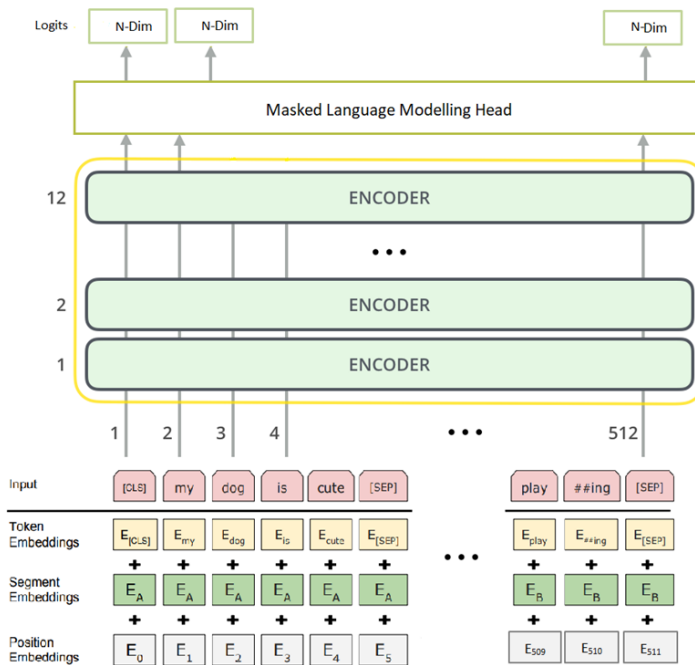 Logits N-Dim N-Dim N-Dim
Masked Language Modelling Head
12 ENCODER
•••
2 ENCODER
1 ENCODER
1 2 3 4 ••• 512
Input [CLS] my dog is cute [SEP] play ##ing [SEP]
Token
Embeddings E[CLS] Emy Edog Eis Ecute E[SEP] ••• Eplay E##ing E[SEP]
+ + + + + + + + +
Segment
Embeddings EA EA EA EA EA EA EB EB EB
+ + + + + + + + +
Position
Embeddings E0 E1 E2 E3 E4 E5 E509 E510 E511